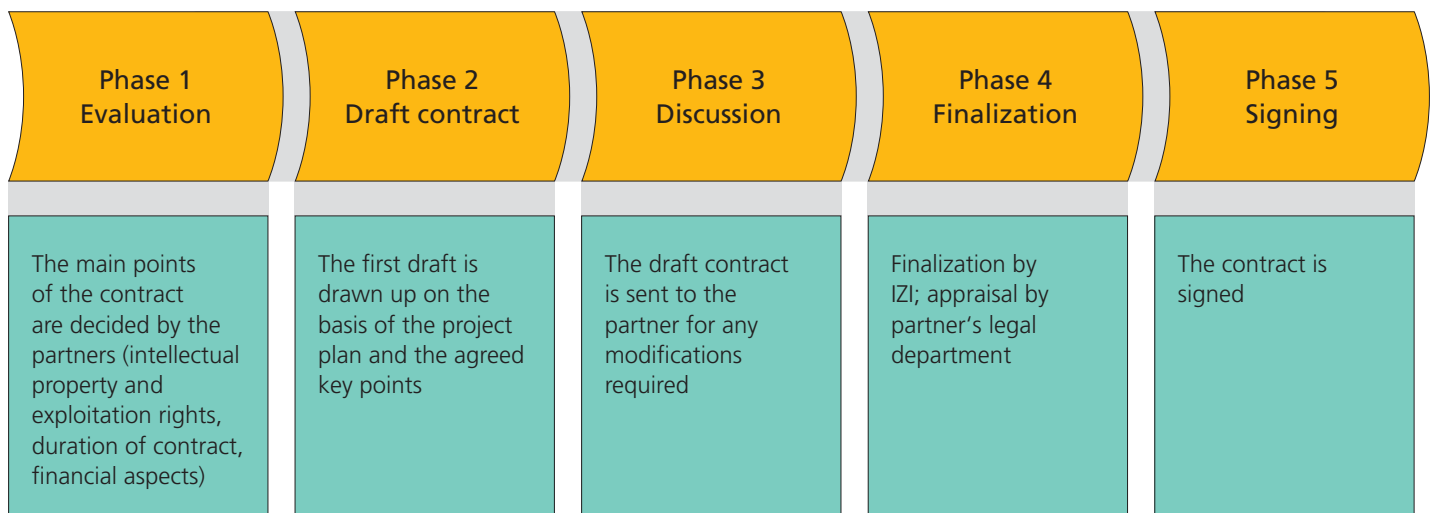 Phase 1
Evaluation
Phase 2
Draft contract
Phase 3
Discussion
Phase 4
Finalization
Phase 5
Signing
The main points
of the contract
are decided by the
partners (intellectual
property and
exploitation rights,
duration of contract,
financial aspects)
The first draft is
drawn up on the
basis of the project
plan and the agreed
key points
The draft contract
is sent to the
partner for any
modifications
required
Finalization by
IZI; appraisal by
partner's legal
department
The contract is
signed